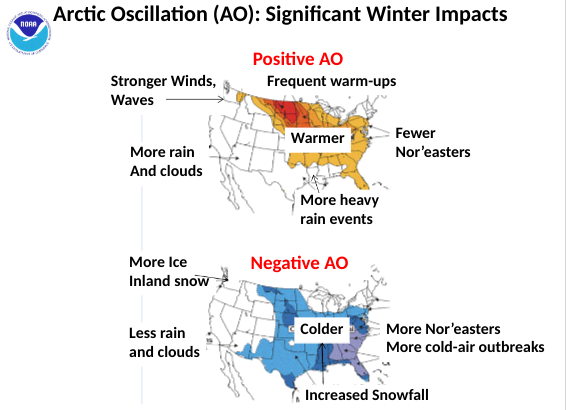 NOAA
Arctic Oscillation (AO): Significant Winter Impacts
Positive AO
Stronger Winds,
Waves
Frequent warm-ups
Warmer
Fewer
Nor’easters
More rain
And clouds
More heavy
rain events
More Ice
Inland snow
Negative AO
Colder
Less rain
and clouds
More Nor’easters
More cold-air outbreaks
Increased Snowfall